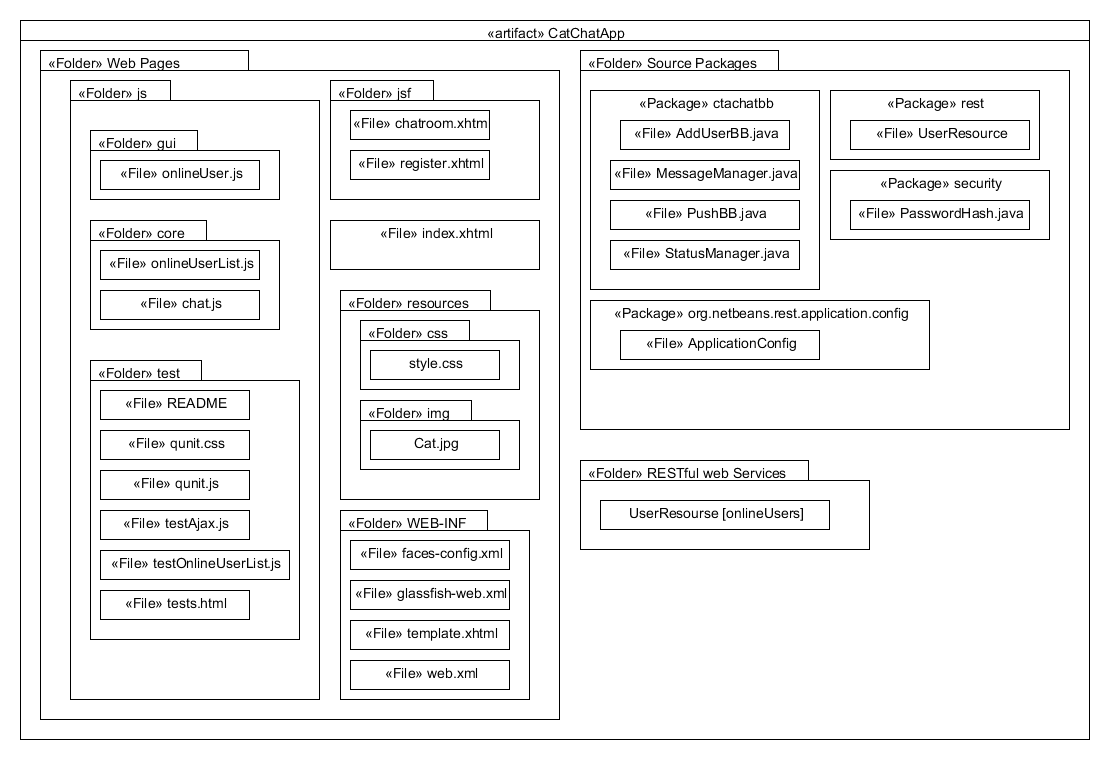 «artifact» CatChatApp
«Folder» Web Pages
«Folder» js
«Folder» gui
«File» onlineUser.js
«Folder» core
«File» onlineUserList.js
«File» chat.js
«Folder» test
«File» README
«File» qunit.css
«File» qunit.js
«File» testAjax.js
«File» testOnlineUserList.js
«File» tests.html
«Folder» jsf
«File» chatroom.xhtm
«File» register.xhtml
«File» index.xhtml
«Folder» resources
«Folder» css
style.css
«Folder» img
Cat.jpg
«Folder» WEB-INF
«File» faces-config.xml
«File» glassfish-web.xml
«File» template.xhtml
«File» web.xml
«Folder» Source Packages
«Package» ctachatbb
«File» AddUserBB.java
«File» MessageManager.java
«File» PushBB.java
«File» StatusManager.java
«Package» rest
«File» UserResource
«Package» security
«File» PasswordHash.java
«Package» org.netbeans.rest.application.config
«File» ApplicationConfig
«Folder» RESTful web Services
UserResourse [onlineUsers]